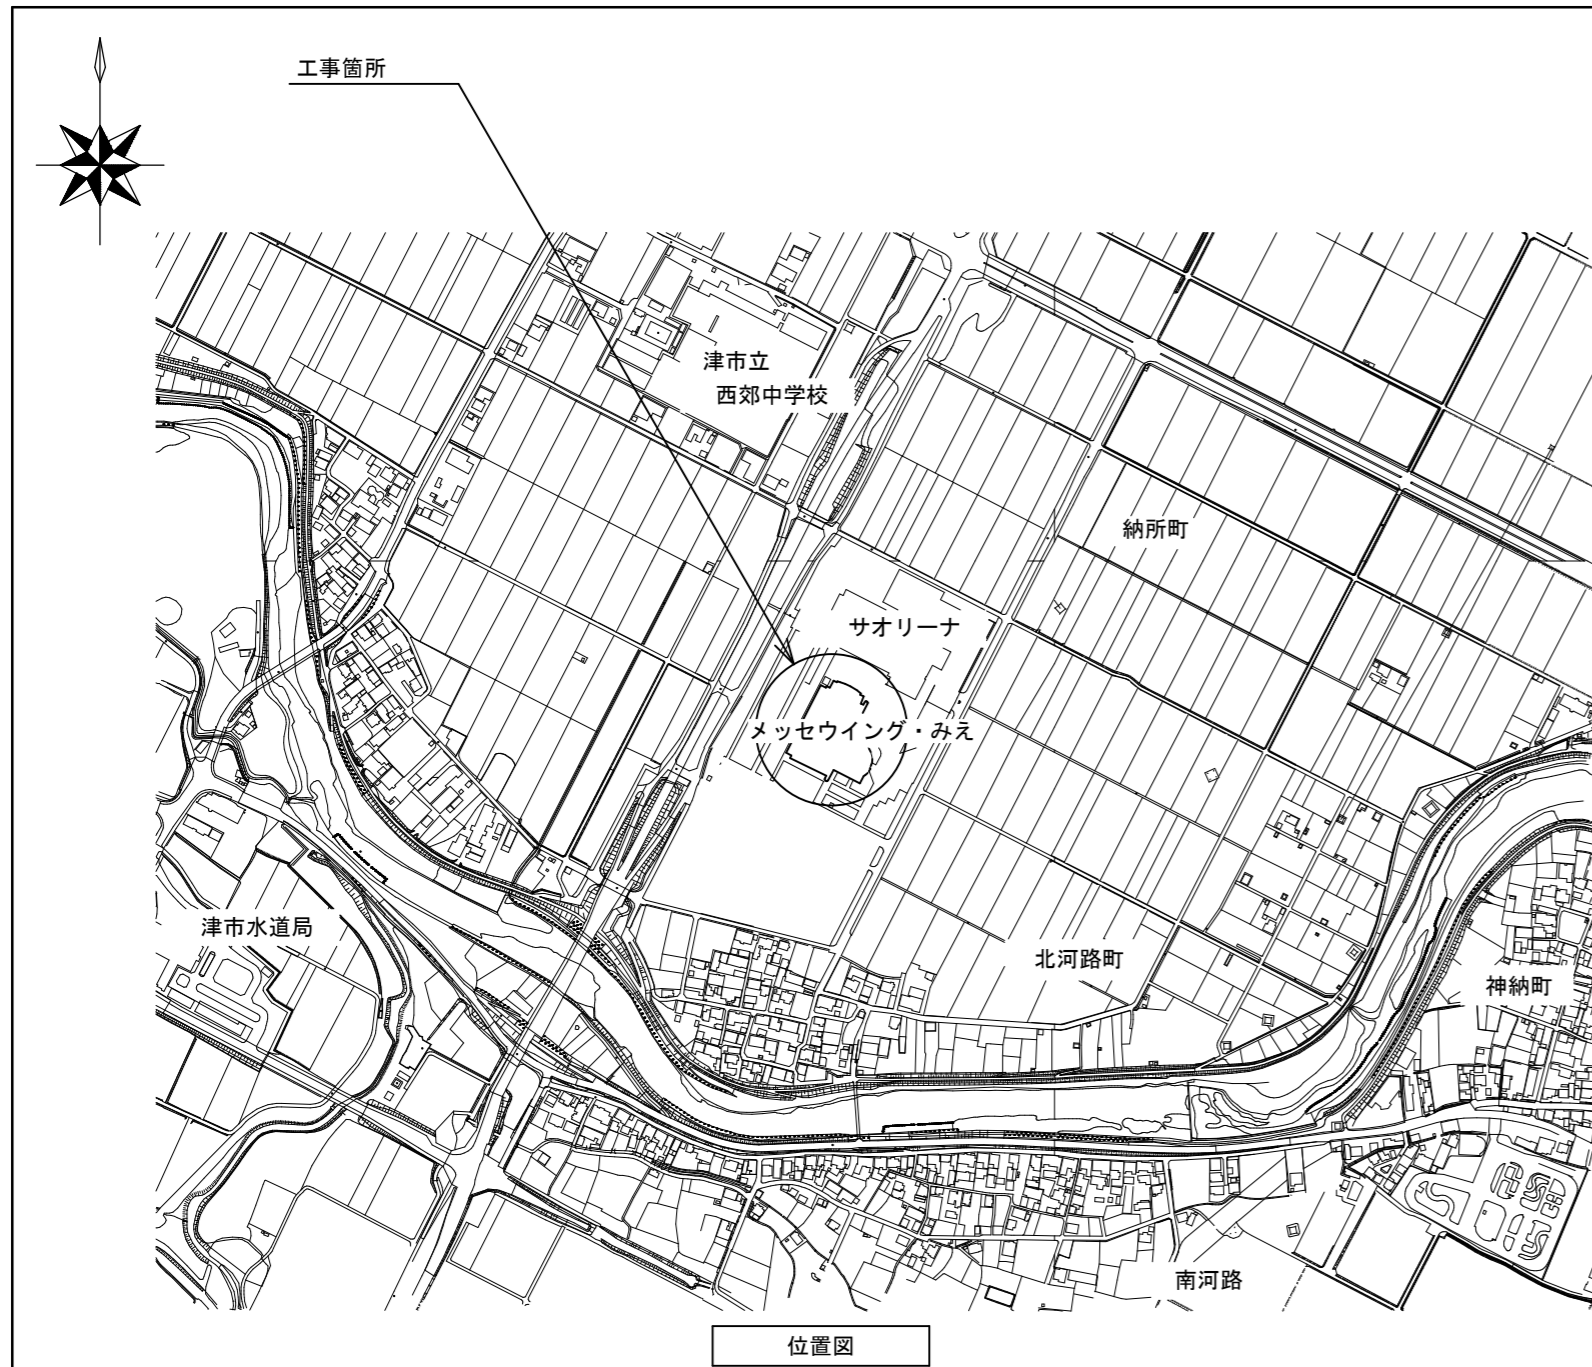 工事箇所
津市立
西郊中学校
納所町
サオリーナ
メッセウイング・みえ
津市水道局
北河路町
神納町
南河路
位置図